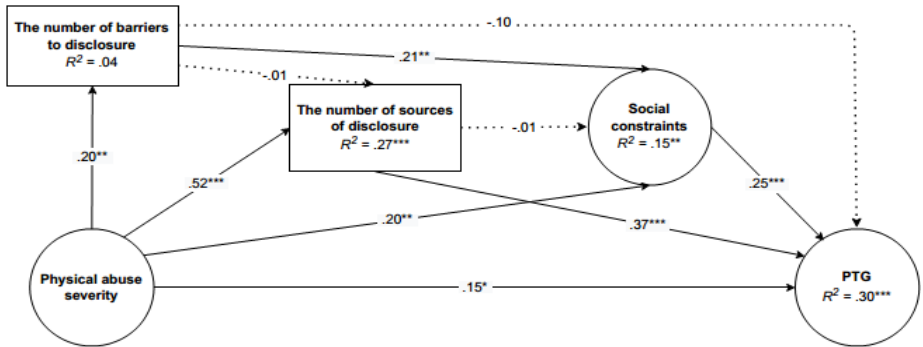 The number of barriers
to disclosure
R² = .04
-.10
.21**
-.01
The number of sources
of disclosure
R² = .27***
-.01
Social
constraints
R² = .15**
.20**
.52***
.25***
.20**
.37***
Physical abuse
severity
.15*
PTG
R² = .30***